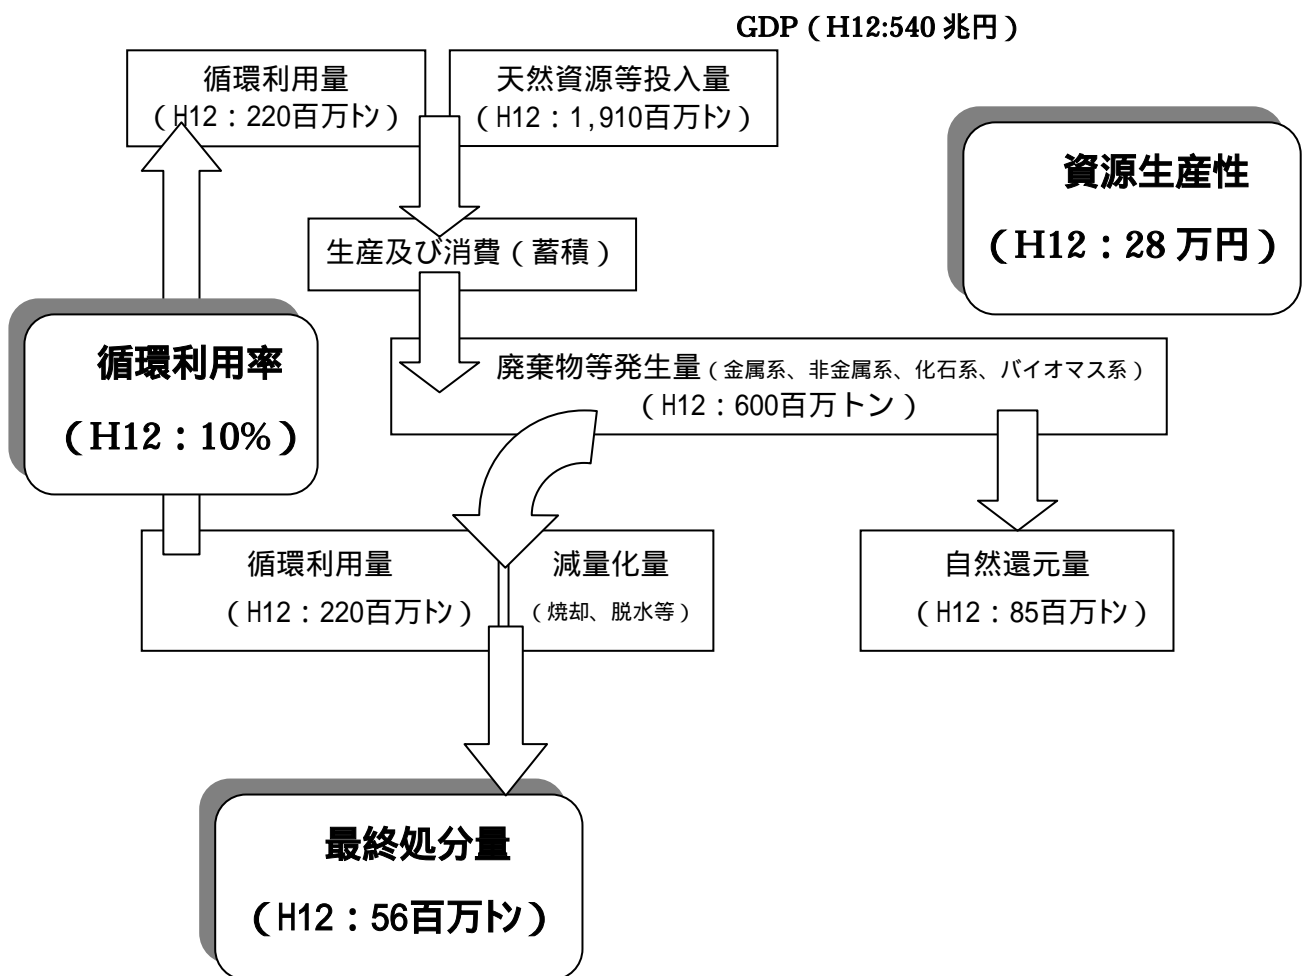 GDP（H12:540 兆円）
循環利用量
（H12：220百万トン）
天然資源等投入量
（H12：1,910百万トン）
資源生産性
（H12：28 万円）
生産及び消費（蓄積）
循環利用率
（H12：10%）
廃棄物等発生量（金属系、非金属系、化石系、バイオマス系）
（H12：600百万トン）
循環利用量
（H12：220百万トン）
減量化量
（焼却、脱水等）
自然還元量
（H12：85百万トン）
最終処分量
（H12：56百万トン）